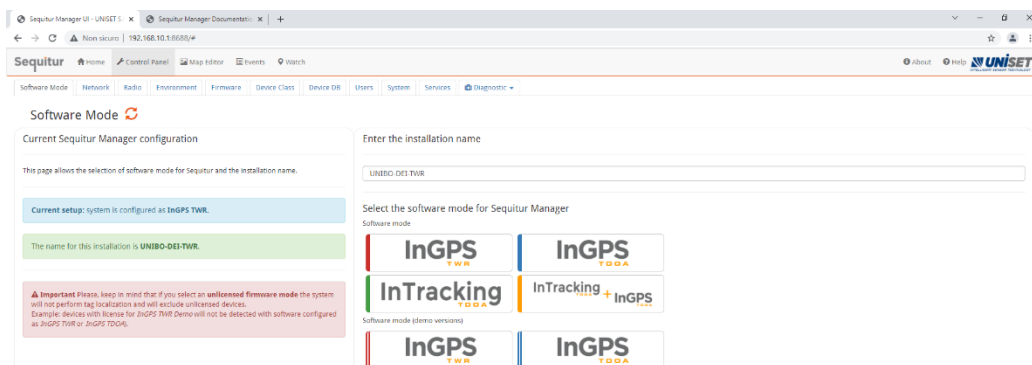 Sequitur Manager UI - UNISET S
Sequitur Manager Documentatio
Non sicuro | 192.168.10.1:8688/#
Sequitur Home Control Panel Map Editor Events Watch About Help UNISET
Software Mode Network Radio Environment Firmware Device Class Device DB Users System Services Diagnostic
Software Mode
Current Sequitur Manager configuration
This page allows the selection of software mode for Sequitur and the installation name.
Current setup: system is configured as InGPS TWR.
The name for this installation is UNIBO-DEI-TWR.
Important Please, keep in mind that if you select an unlicensed firmware mode the system
will not perform tag localization and will exclude unlicensed devices.
Example: devices with license for InGPS TWR Demo will not be detected with software configured
as InGPS TWR or InGPS TDOA).
Enter the installation name
UNIBO-DEI-TWR
Select the software mode for Sequitur Manager
Software mode
InGPS
TWR
InGPS
TDOA
InTracking
TDOA
InTracking + InGPS
Software mode (demo versions)
InGPS
TWR
InGPS
TDOA